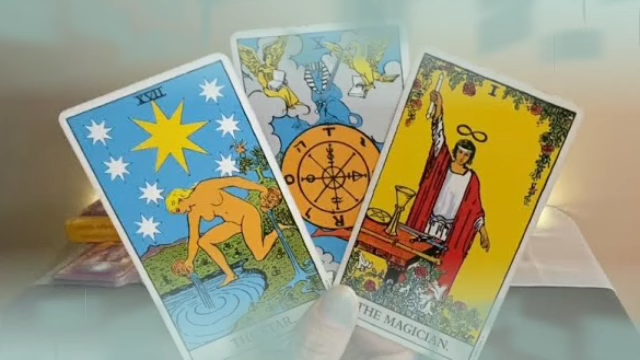 XVII
THE STAR.
X
T
A
R
O
I
THE MAGICIAN.